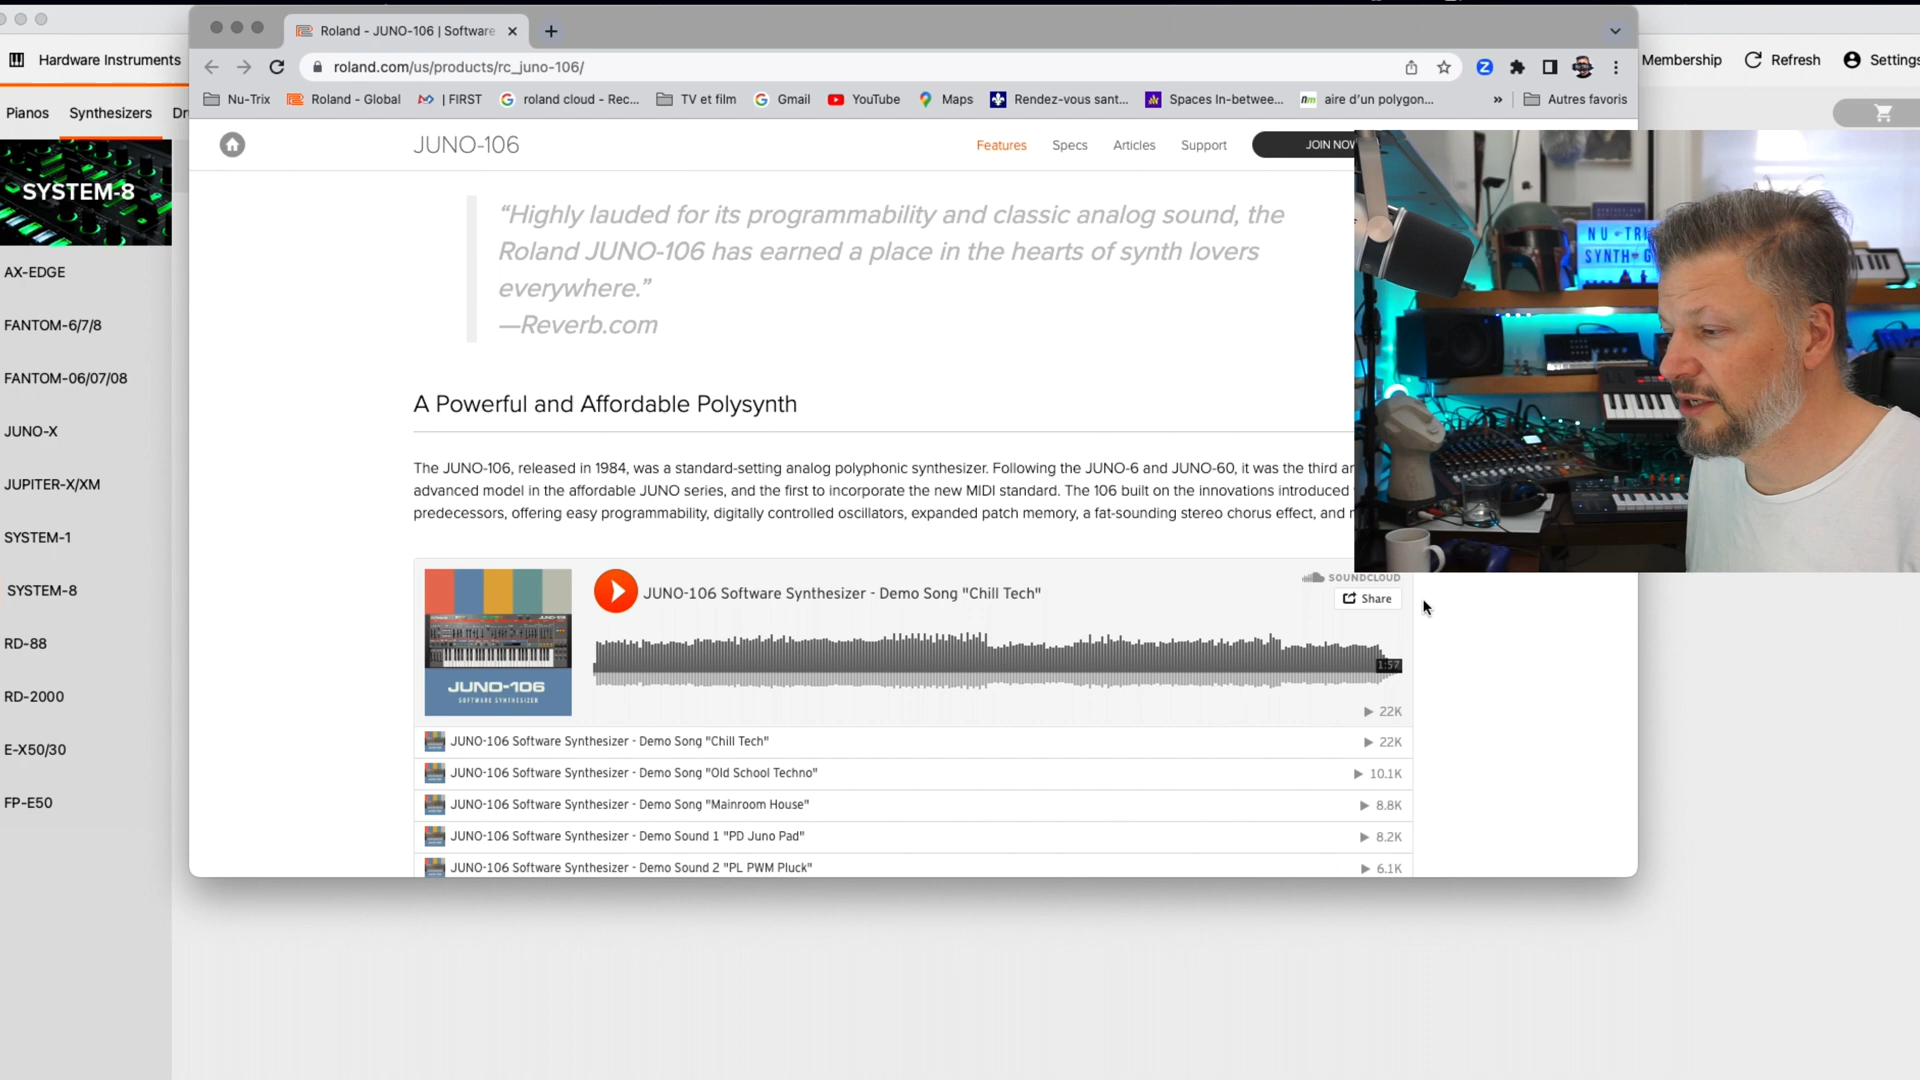 Roland - JUNO-106 | Software
Hardware Instruments
roland.com/us/products/rc_juno-106/
Membership
Refresh
Settings
Nu-Trix
Roland - Global
| FIRST
roland cloud - Rec...
TV et film
Gmail
YouTube
Maps
Rendez-vous sant...
Spaces In-betwee...
aire d'un polygon...
»
Autres favoris
Pianos
Synthesizers
Dr
JUNO-106
Features
Specs
Articles
Support
JOIN NOW
SYSTEM-8
AX-EDGE
FANTOM-6/7/8
FANTOM-06/07/08
JUNO-X
JUPITER-X/XM
SYSTEM-1
SYSTEM-8
RD-88
RD-2000
E-X50/30
FP-E50
“Highly lauded for its programmability and classic analog sound, the
Roland JUNO-106 has earned a place in the hearts of synth lovers
everywhere.”
—Reverb.com
NU-TRI
SYNTH-G
A Powerful and Affordable Polysynth
The JUNO-106, released in 1984, was a standard-setting analog polyphonic synthesizer. Following the JUNO-6 and JUNO-60, it was the third
advanced model in the affordable JUNO series, and the first to incorporate the new MIDI standard. The 106 built on the innovations introduced
predecessors, offering easy programmability, digitally controlled oscillators, expanded patch memory, a fat-sounding stereo chorus effect, and
JUNO-106 Software Synthesizer - Demo Song "Chill Tech"
SOUNDCLOUD
Share
JUNO-106
SOFTWARE SYNTHESIZER
1:57
22K
JUNO-106 Software Synthesizer - Demo Song "Chill Tech"
22K
JUNO-106 Software Synthesizer - Demo Song "Old School Techno"
10.1K
JUNO-106 Software Synthesizer - Demo Song "Mainroom House"
8.8K
JUNO-106 Software Synthesizer - Demo Sound 1 "PD Juno Pad"
8.2K
JUNO-106 Software Synthesizer - Demo Sound 2 "PL PWM Pluck"
6.1K